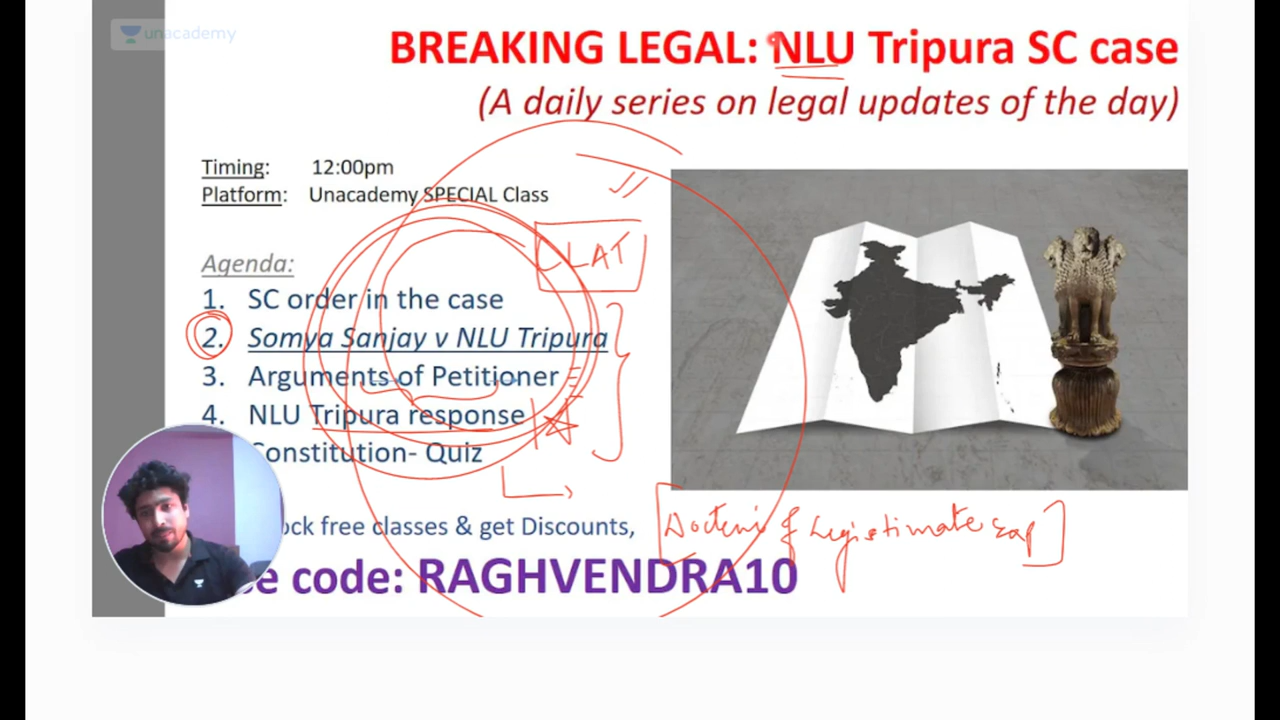 unacademy
BREAKING LEGAL: NLU Tripura SC case
(A daily series on legal updates of the day)
Timing: 12:00pm
Platform: Unacademy SPECIAL Class
CLAT
Agenda:
1. SC order in the case
2. Somya Sanjay v NLU Tripura
3. Arguments of Petitioner
4. NLU Tripura response
Constitution- Quiz
ock free classes & get Discounts,
[Doctrni of Legistimate Exp]
e code: RAGHVENDRA10